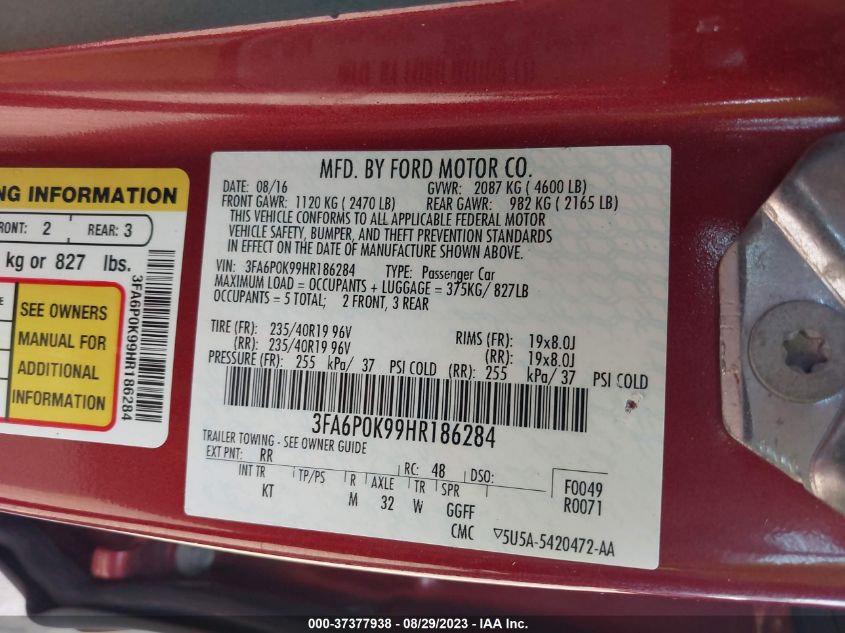 NG INFORMATION
RONT: 2 REAR: 3
kg or 827 lbs.
SEE OWNERS
MANUAL FOR
ADDITIONAL
INFORMATION
3FA6P0K99HR186284
MFD. BY FORD MOTOR CO.
DATE: 08/16 GVWR: 2087 KG ( 4600 LB)
FRONT GAWR: 1120 KG ( 2470 LB) REAR GAWR: 982 KG ( 2165 LB)
THIS VEHICLE CONFORMS TO ALL APPLICABLE FEDERAL MOTOR
VEHICLE SAFETY, BUMPER, AND THEFT PREVENTION STANDARDS
IN EFFECT ON THE DATE OF MANUFACTURE SHOWN ABOVE.
VIN: 3FA6P0K99HR186284 TYPE: Passenger Car
MAXIMUM LOAD = OCCUPANTS + LUGGAGE = 375KG/ 827LB
OCCUPANTS = 5 TOTAL; 2 FRONT, 3 REAR
TIRE (FR): 235/40R19 96V RIMS (FR): 19x8.0J
(RR): 235/40R19 96V (RR): 19x8.0J
PRESSURE (FR): 255 kPa/ 37 PSI COLD (RR): 255 kPa/ 37 PSI COLD
3FA6P0K99HR186284
TRAILER TOWING - SEE OWNER GUIDE
EXT PNT: RR RC: 48 DSO: F0049
INT TR TP/PS R AXLE TR SPR R0071
KT M 32 W GGFF
CMC ▽5U5A-5420472-AA
000-37377938 - 08/29/2023 - IAA Inc.